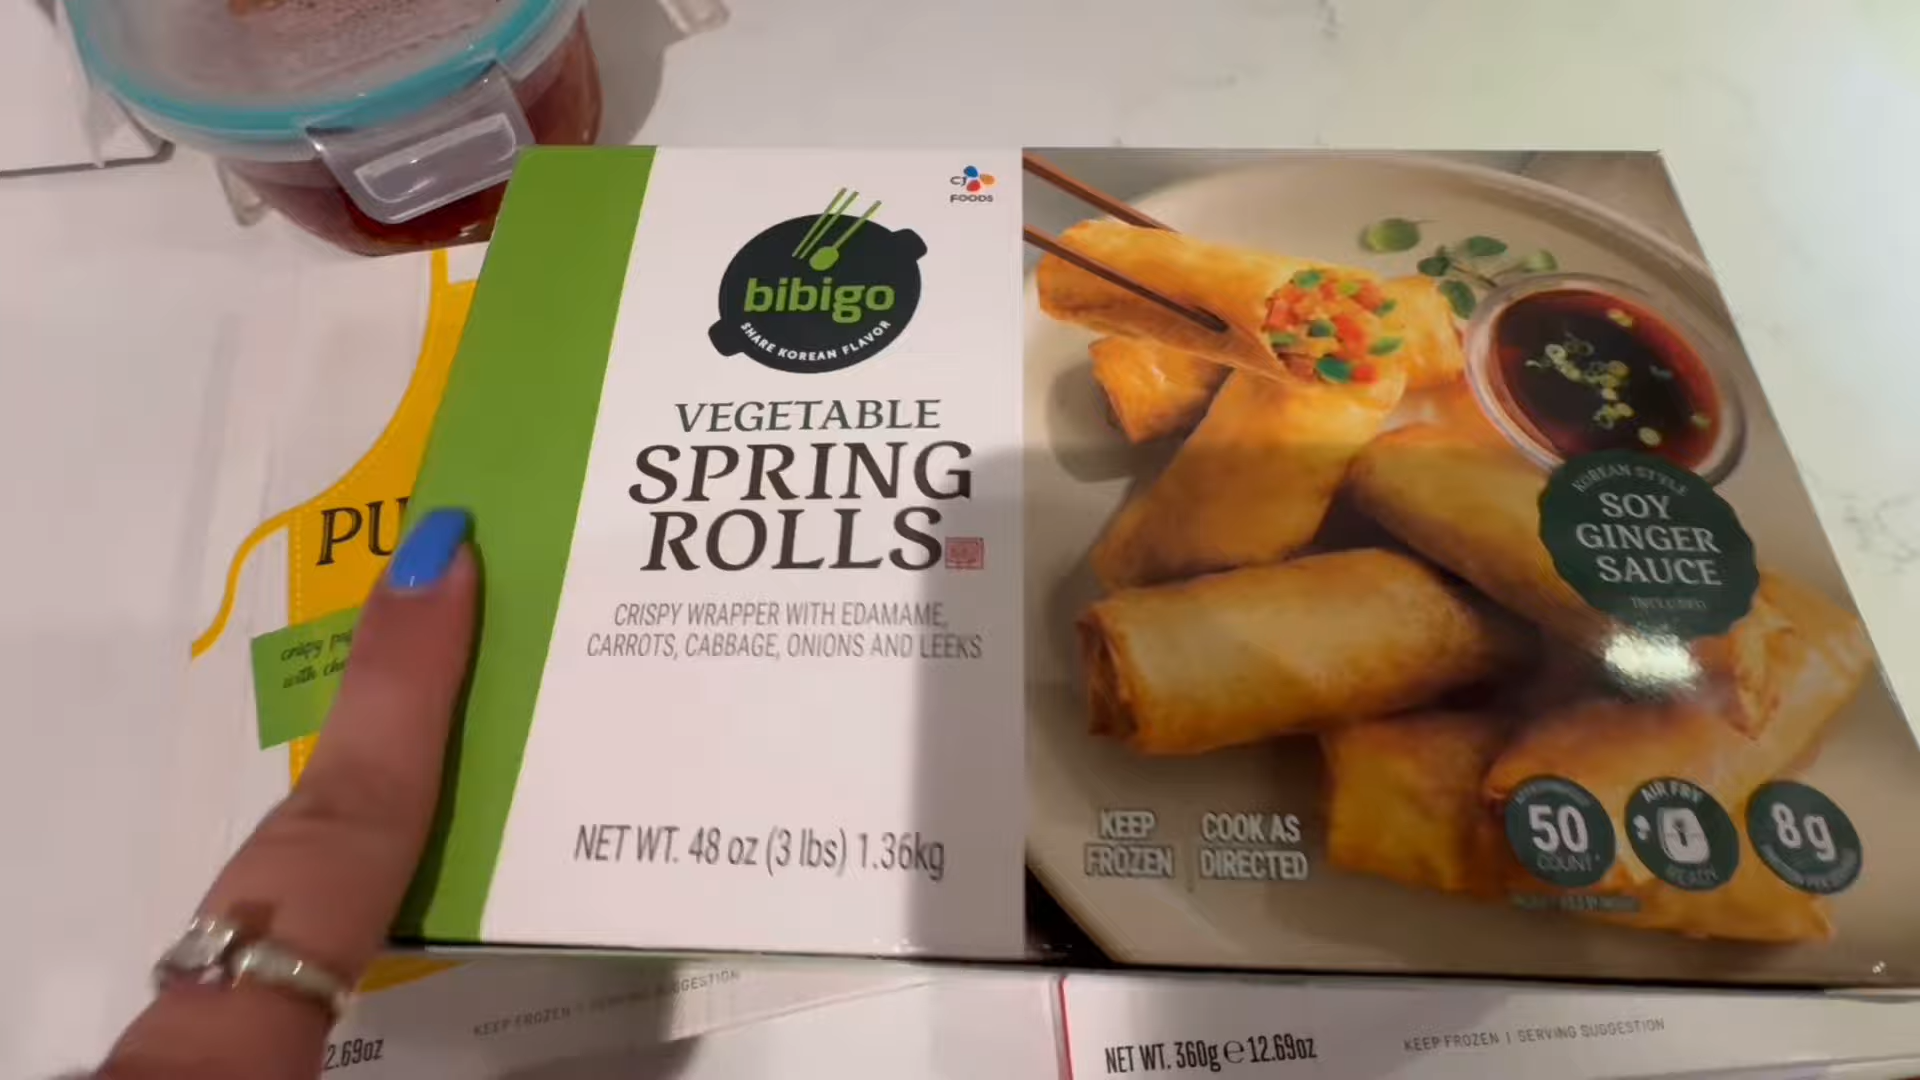 CJ
FOODS
bibigo
SHARE KOREAN FLAVOR
VEGETABLE
SPRING
ROLLS
CRISPY WRAPPER WITH EDAMAME,
CARROTS, CABBAGE, ONIONS AND LEEKS
NET WT. 48 oz (3 lbs) 1.36kg
KOREAN STYLE
SOY
GINGER
SAUCE
INCLUDED
KEEP
FROZEN
COOK AS
DIRECTED
50
COUNT*
AIR FRY
READY
8g
PU
crispy
with
KEEP FROZEN | SERVING SUGGESTION
2.69oz
NET WT. 360g e 12.69oz
KEEP FROZEN | SERVING SUGGESTION